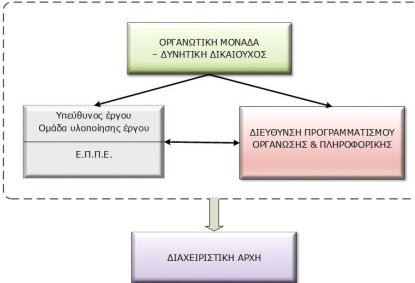 ΟΡΓΑΝΩΤΙΚΗ ΜΟΝΑΔΑ
– ΔΥΝΗΤΙΚΗ ΔΙΚΑΙΟΥΧΟΣ
Υπεύθυνος έργου
Ομάδα υλοποίησης έργου
Ε.Π.Π.Ε.
ΔΙΕΥΘΥΝΣΗ ΠΡΟΓΡΑΜΜΑΤΙΣΜΟΥ
ΟΡΓΑΝΩΣΗΣ & ΠΛΗΡΟΦΟΡΙΚΗΣ
ΔΙΑΧΕΙΡΙΣΤΙΚΗ ΑΡΧΗ